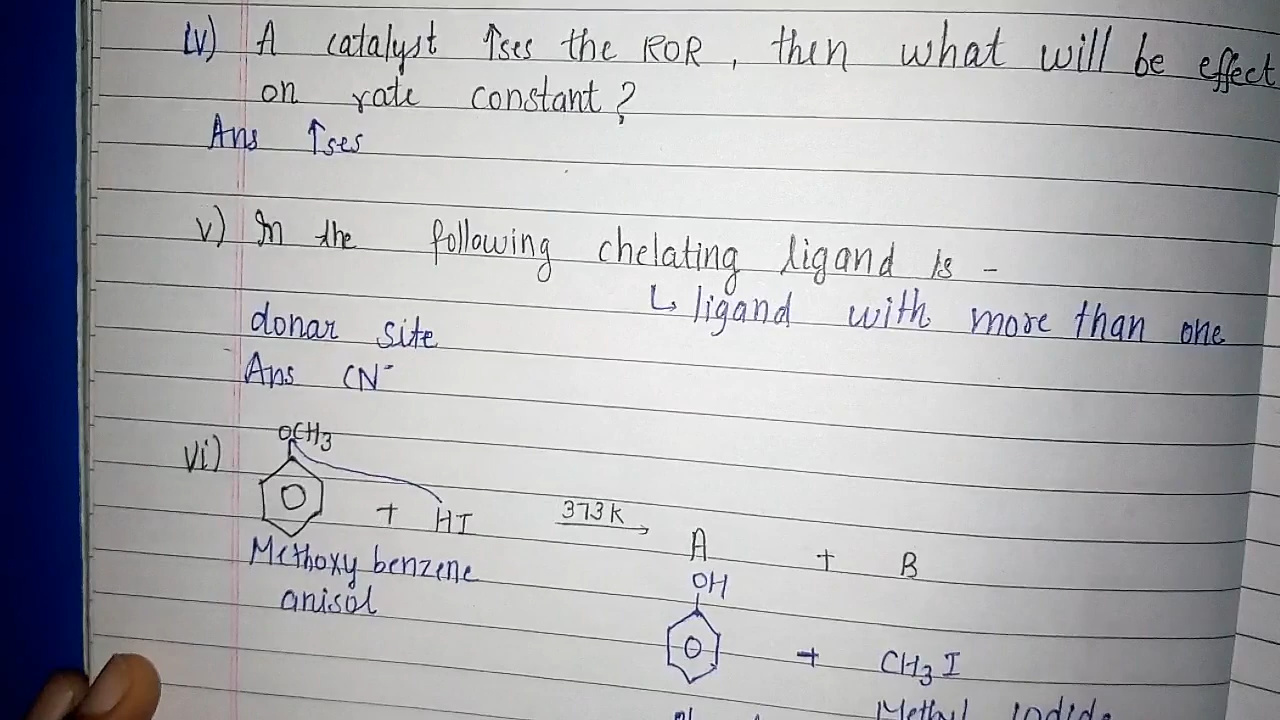 iv) A catalyst ↑ses the ROR, then what will be effect
on rate constant?
Ans ↑ses
v) In the following chelating ligand is -
↳ ligand with more than one
donar site
Ans CN⁻
vi) OCH₃
+ HI 373K → A + B
Methoxy benzene
anisol
OH
+ CH₃I
Methyl iodide